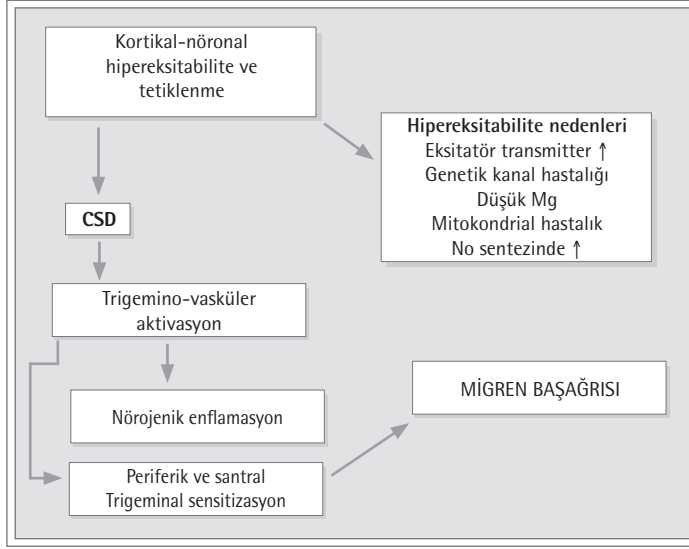 Kortikal-nöronal
hipereksitabilite ve
tetiklenme
Hipereksitabilite nedenleri
Eksitatör transmitter ↑
Genetik kanal hastalığı
Düşük Mg
Mitokondrial hastalık
No sentezinde ↑
CSD
Trigemino-vasküler
aktivasyon
Nörojenik enflamasyon
MİGREN BAŞAĞRISI
Periferik ve santral
Trigeminal sensitizasyon